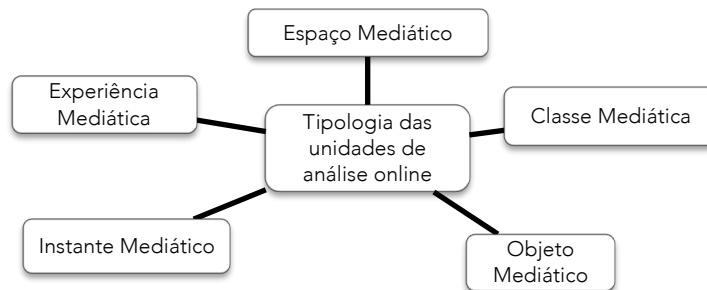 Espaço Mediático
Experiência
Mediática
Tipologia das
unidades de
análise online
Classe Mediática
Instante Mediático
Objeto
Mediático